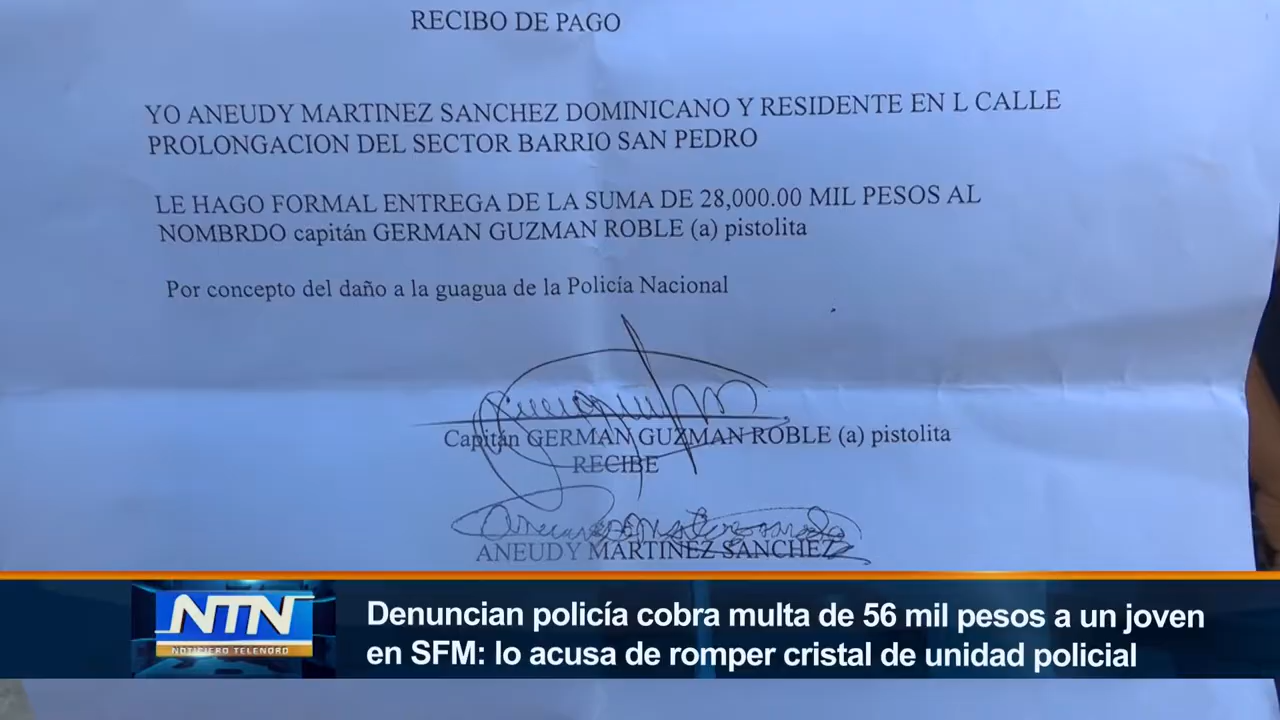 RECIBO DE PAGO
YO ANEUDY MARTINEZ SANCHEZ DOMINICANO Y RESIDENTE EN L CALLE
PROLONGACION DEL SECTOR BARRIO SAN PEDRO
LE HAGO FORMAL ENTREGA DE LA SUMA DE 28,000.00 MIL PESOS AL
NOMBRDO capitán GERMAN GUZMAN ROBLE (a) pistolita
Por concepto del daño a la guagua de la Policía Nacional
Capitán GERMAN GUZMAN ROBLE (a) pistolita
RECIBE
ANEUDY MARTINEZ SANCHEZ
NTN
NOTICIERO TELENORD
Denuncian policía cobra multa de 56 mil pesos a un joven
en SFM: lo acusa de romper cristal de unidad policial